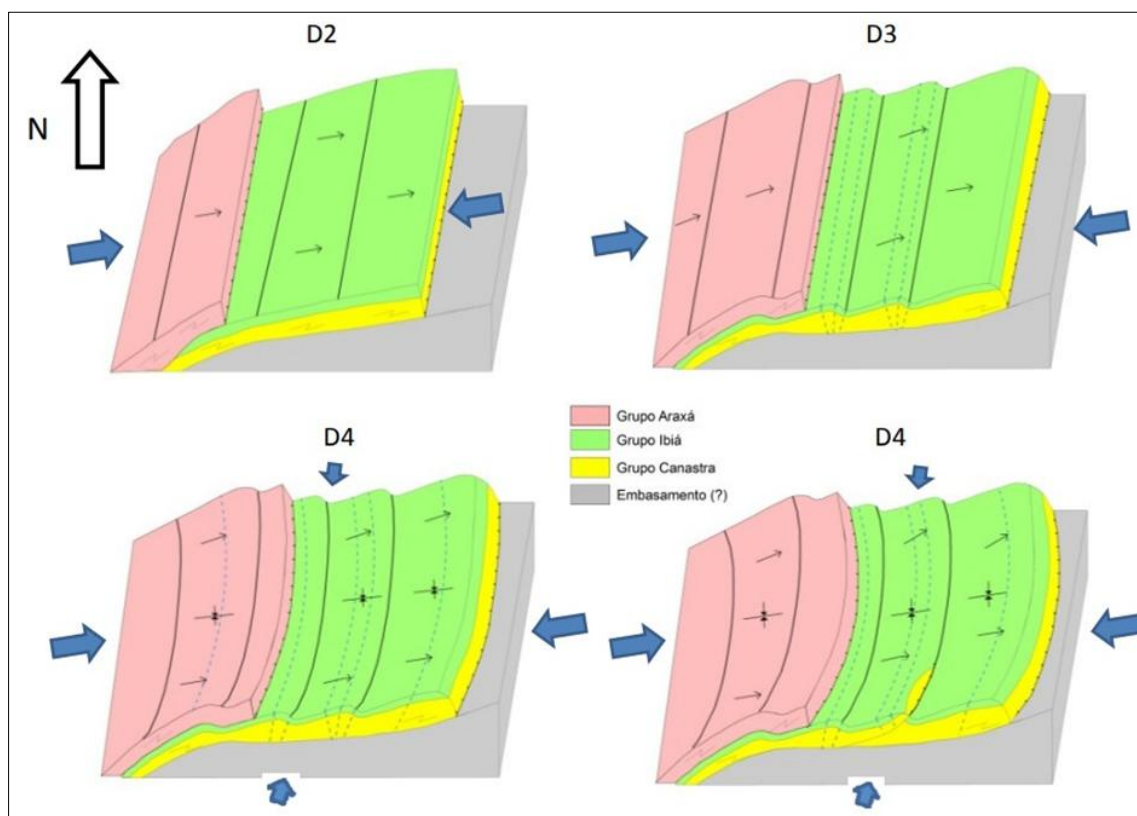 D2
D3
N
Grupo Araxá
Grupo Ibiá
Grupo Canastra
Embasamento (?)
D4
D4